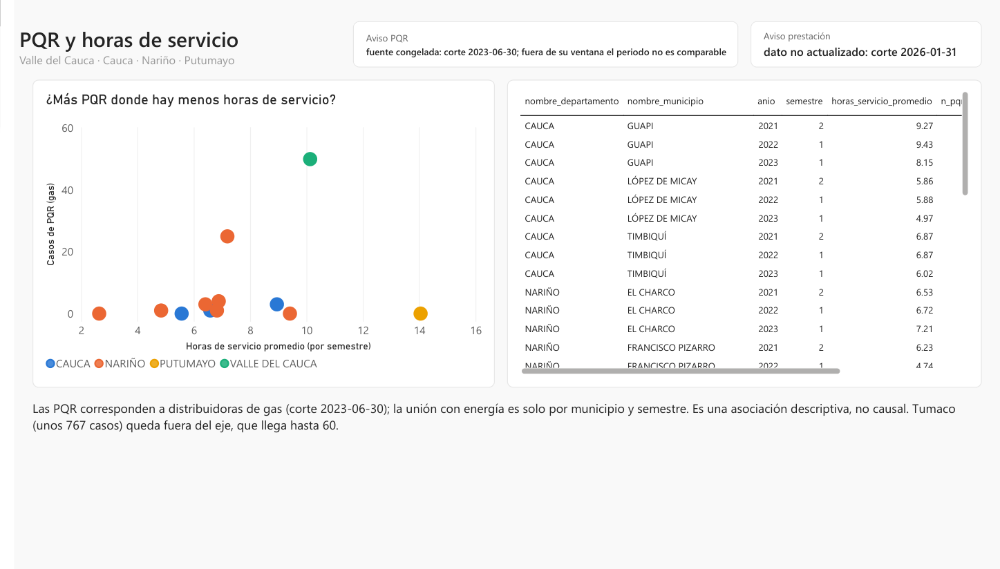 PQR y horas de servicio
Valle del Cauca · Cauca · Nariño · Putumayo
Aviso PQR
fuente congelada: corte 2023-06-30; fuera de su ventana el periodo no es comparable
Aviso prestación
dato no actualizado: corte 2026-01-31
¿Más PQR donde hay menos horas de servicio?
60
40
20
0
Casos de PQR (gas)
2 4 6 8 10 12 14 16
Horas de servicio promedio (por semestre)
CAUCA NARIÑO PUTUMAYO VALLE DEL CAUCA
nombre_departamento nombre_municipio anio semestre horas_servicio_promedio
CAUCA GUAPI 2021 2 9.27
CAUCA GUAPI 2022 1 9.43
CAUCA GUAPI 2023 1 8.15
CAUCA LÓPEZ DE MICAY 2021 2 5.86
CAUCA LÓPEZ DE MICAY 2022 1 5.88
CAUCA LÓPEZ DE MICAY 2023 1 4.97
CAUCA TIMBIQUÍ 2021 2 6.87
CAUCA TIMBIQUÍ 2022 1 6.87
CAUCA TIMBIQUÍ 2023 1 6.02
NARIÑO EL CHARCO 2021 2 6.53
NARIÑO EL CHARCO 2022 1 6.72
NARIÑO EL CHARCO 2023 1 7.21
NARIÑO FRANCISCO PIZARRO 2021 2 6.23
NARIÑO FRANCISCO PIZARRO 2022 1 4.74
Las PQR corresponden a distribuidoras de gas (corte 2023-06-30); la unión con energía es solo por municipio y semestre. Es una asociación descriptiva, no causal. Tumaco
(unos 767 casos) queda fuera del eje, que llega hasta 60.